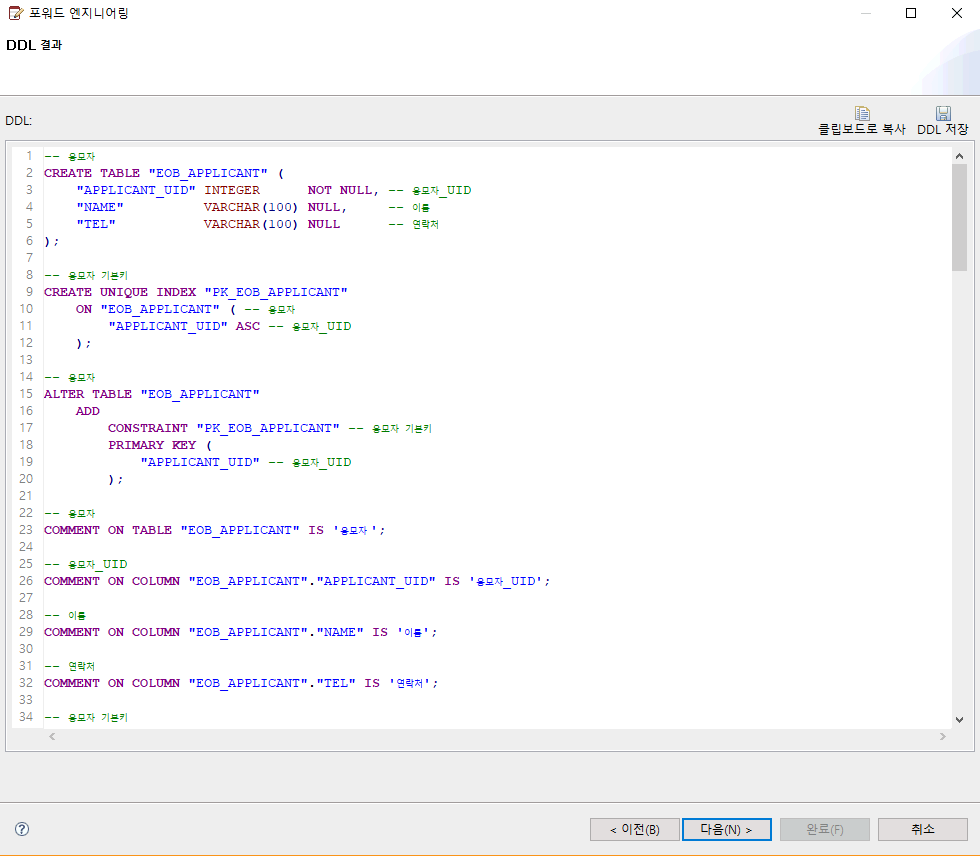 포워드 엔지니어링
DDL 결과
DDL:
클립보드로 복사
DDL 저장
1 -- 응모자
2 CREATE TABLE "EOB_APPLICANT" (
3 "APPLICANT_UID" INTEGER NOT NULL, -- 응모자_UID
4 "NAME" VARCHAR(100) NULL, -- 이름
5 "TEL" VARCHAR(100) NULL -- 연락처
6 );
7
8 -- 응모자 기본키
9 CREATE UNIQUE INDEX "PK_EOB_APPLICANT"
10 ON "EOB_APPLICANT" ( -- 응모자
11 "APPLICANT_UID" ASC -- 응모자_UID
12 );
13
14 -- 응모자
15 ALTER TABLE "EOB_APPLICANT"
16 ADD
17 CONSTRAINT "PK_EOB_APPLICANT" -- 응모자 기본키
18 PRIMARY KEY (
19 "APPLICANT_UID" -- 응모자_UID
20 );
21
22 -- 응모자
23 COMMENT ON TABLE "EOB_APPLICANT" IS '응모자';
24
25 -- 응모자_UID
26 COMMENT ON COLUMN "EOB_APPLICANT"."APPLICANT_UID" IS '응모자_UID';
27
28 -- 이름
29 COMMENT ON COLUMN "EOB_APPLICANT"."NAME" IS '이름';
30
31 -- 연락처
32 COMMENT ON COLUMN "EOB_APPLICANT"."TEL" IS '연락처';
33
34 -- 응모자 기본키
< 이전(B)
다음(N) >
완료(F)
취소